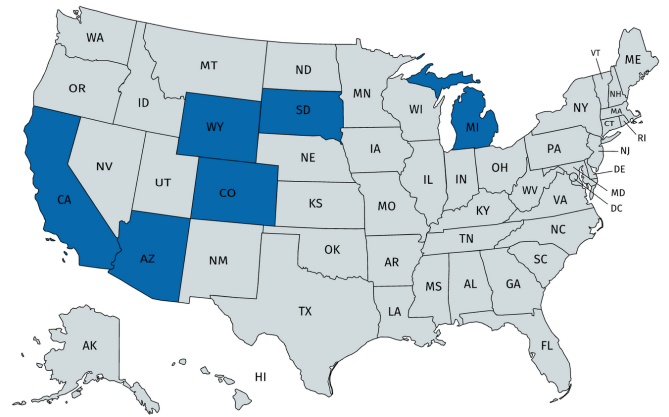 WA
MT
ND
MN
OR
ID
WY
SD
WI
MI
VT
ME
NH
NY
MA
CT
RI
NV
UT
CO
NE
IA
IL
IN
OH
PA
NJ
DE
MD
DC
CA
KS
MO
KY
WV
VA
AZ
NM
OK
AR
TN
NC
SC
TX
LA
MS
AL
GA
FL
AK
HI